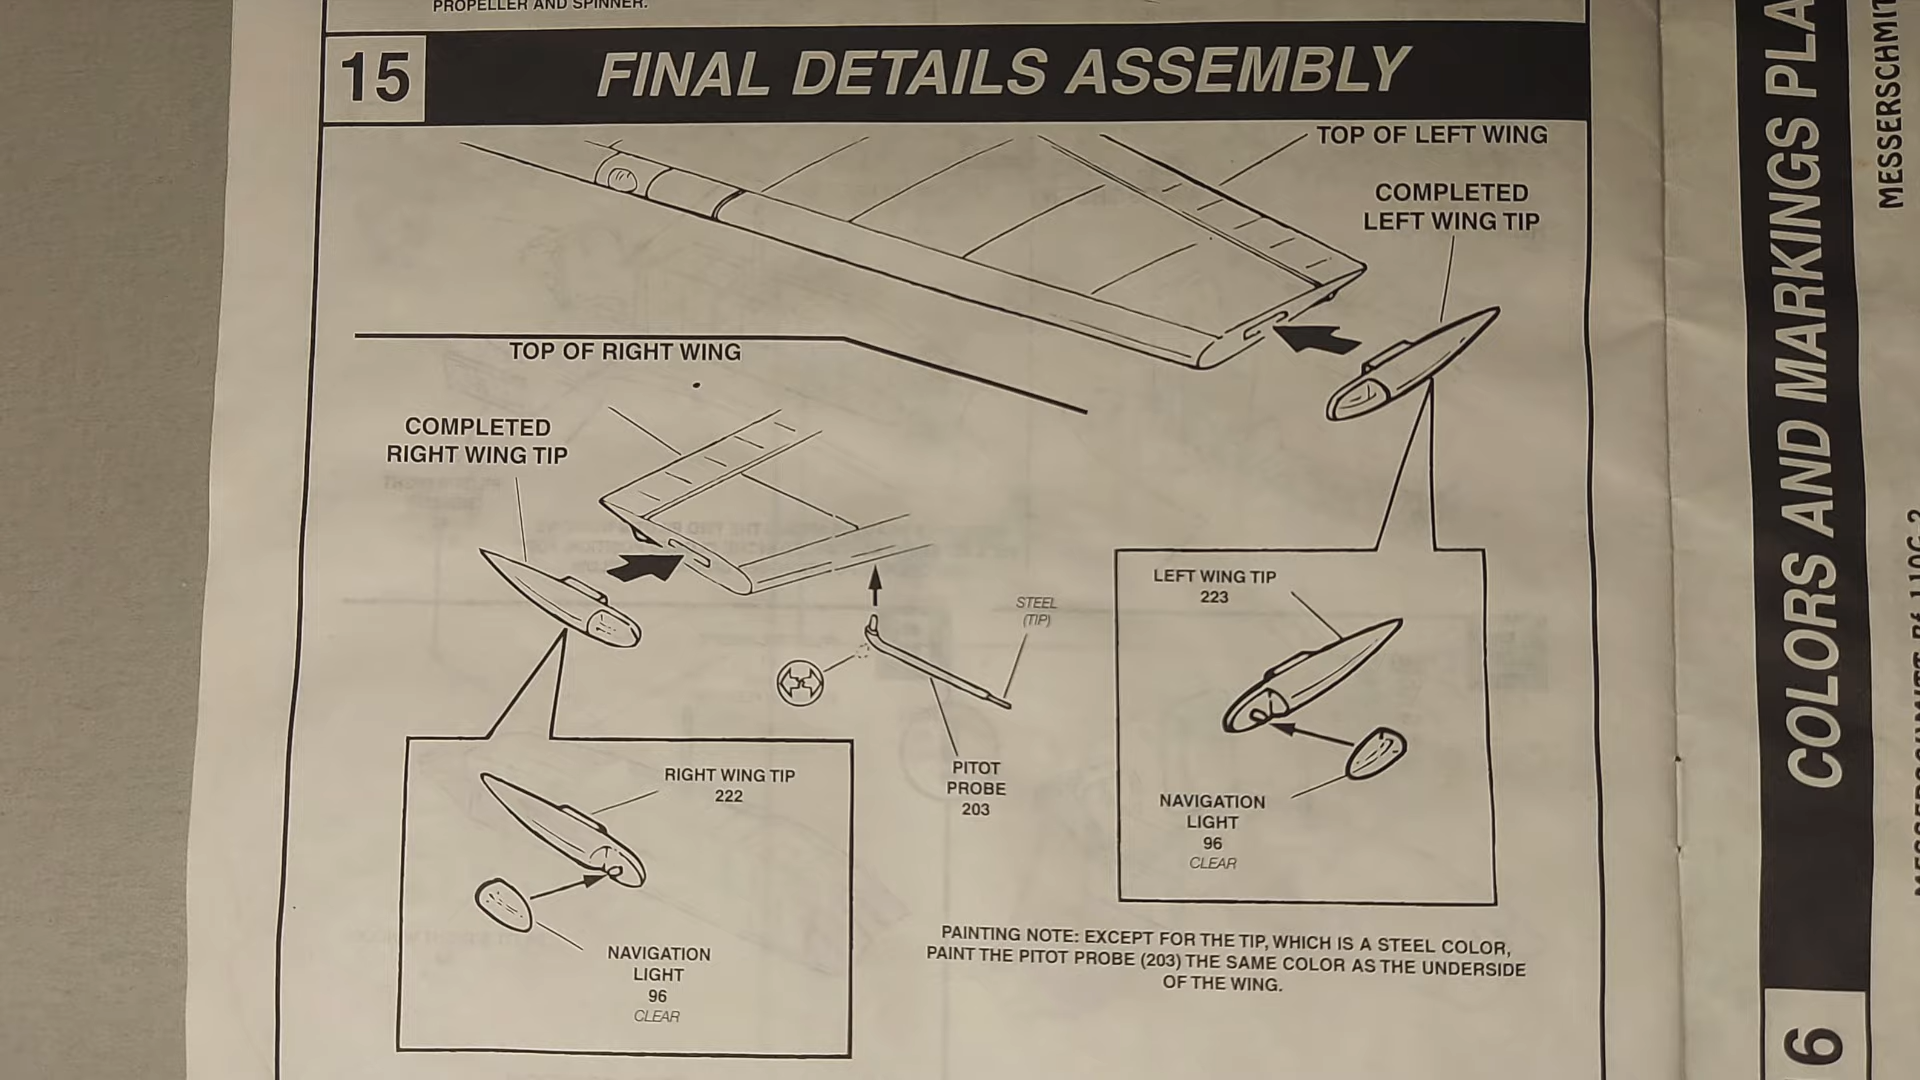 PROPELLER AND SPINNER.
15
FINAL DETAILS ASSEMBLY
TOP OF LEFT WING
COMPLETED
LEFT WING TIP
TOP OF RIGHT WING
COMPLETED
RIGHT WING TIP
STEEL
(TIP)
LEFT WING TIP
223
PITOT
PROBE
203
RIGHT WING TIP
222
NAVIGATION
LIGHT
96
CLEAR
NAVIGATION
LIGHT
96
CLEAR
PAINTING NOTE: EXCEPT FOR THE TIP, WHICH IS A STEEL COLOR,
PAINT THE PITOT PROBE (203) THE SAME COLOR AS THE UNDERSIDE
OF THE WING.
COLORS AND MARKINGS PLA
6
MESSERSCHMIT